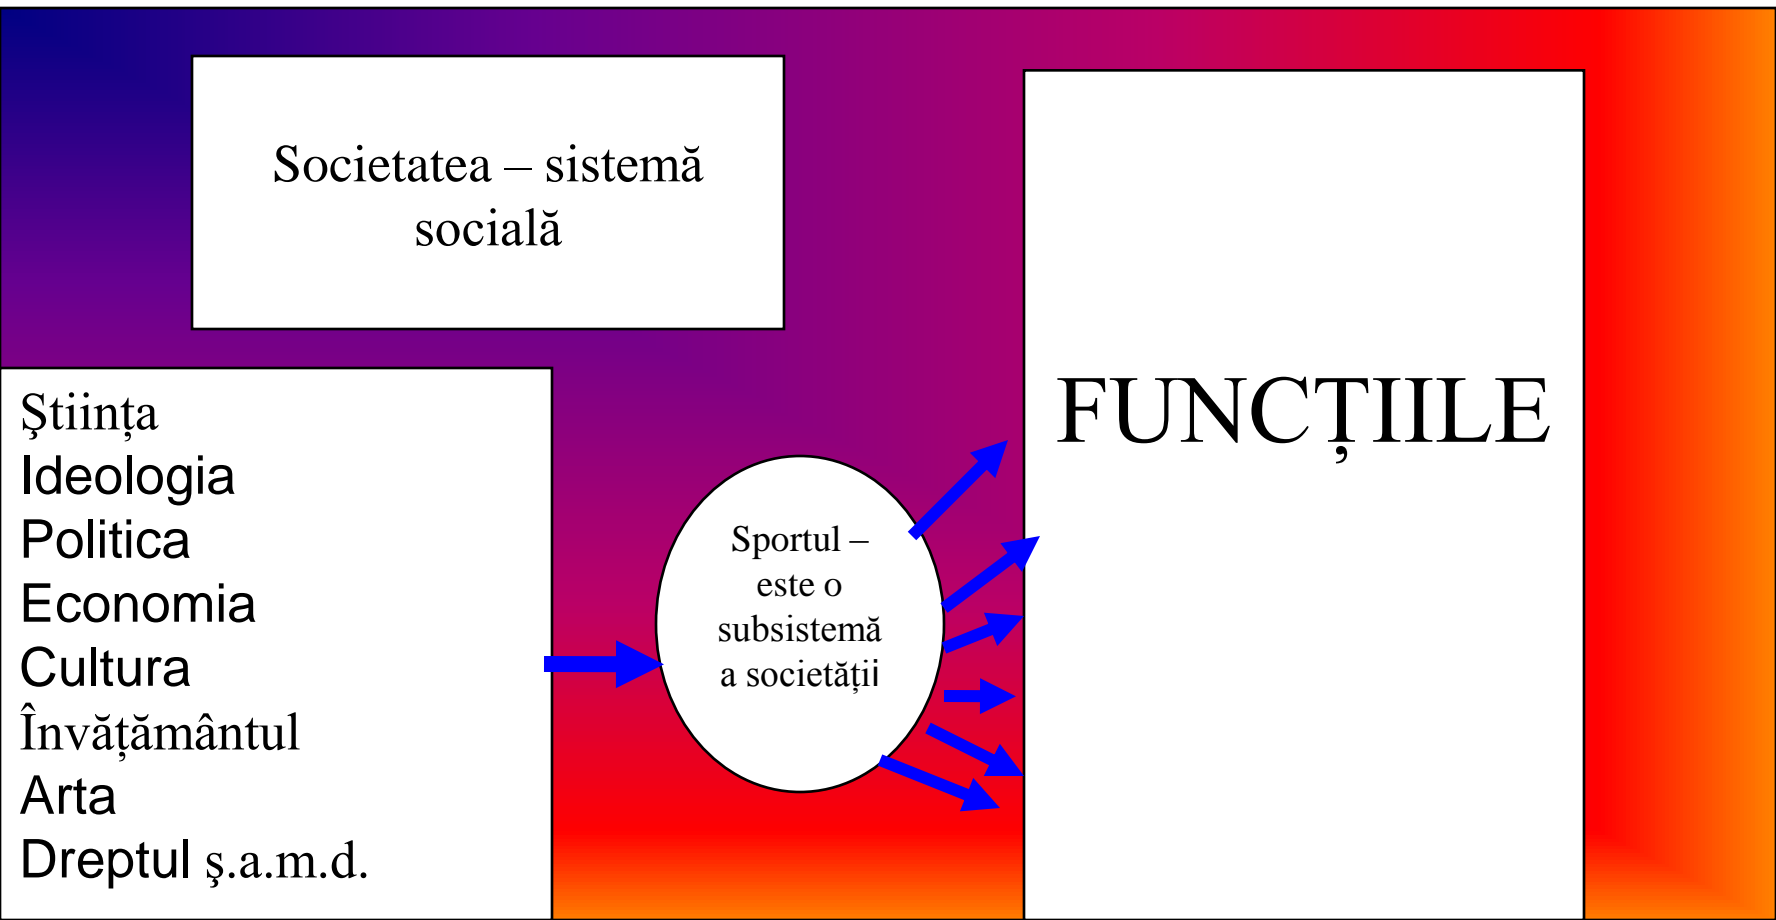 Societatea – sistemă
socială
Ştiința
Ideologia
Politica
Economia
Cultura
Învățământul
Arta
Dreptul ş.a.m.d.
Sportul –
este o
subsistemă
a societății
FUNCȚIILE